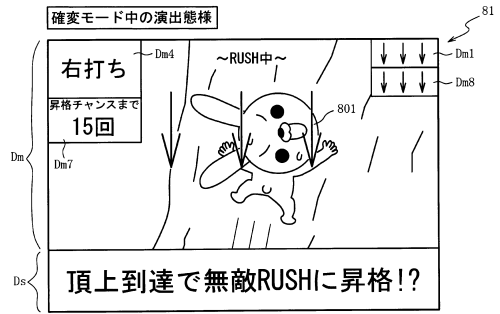 確変モード中の演出態様
81
右打ち
Dm4
～RUSH中～
Dm1
Dm8
昇格チャンスまで
15回
Dm7
801
Dm
Ds
頂上到達で無敵RUSHに昇格!?